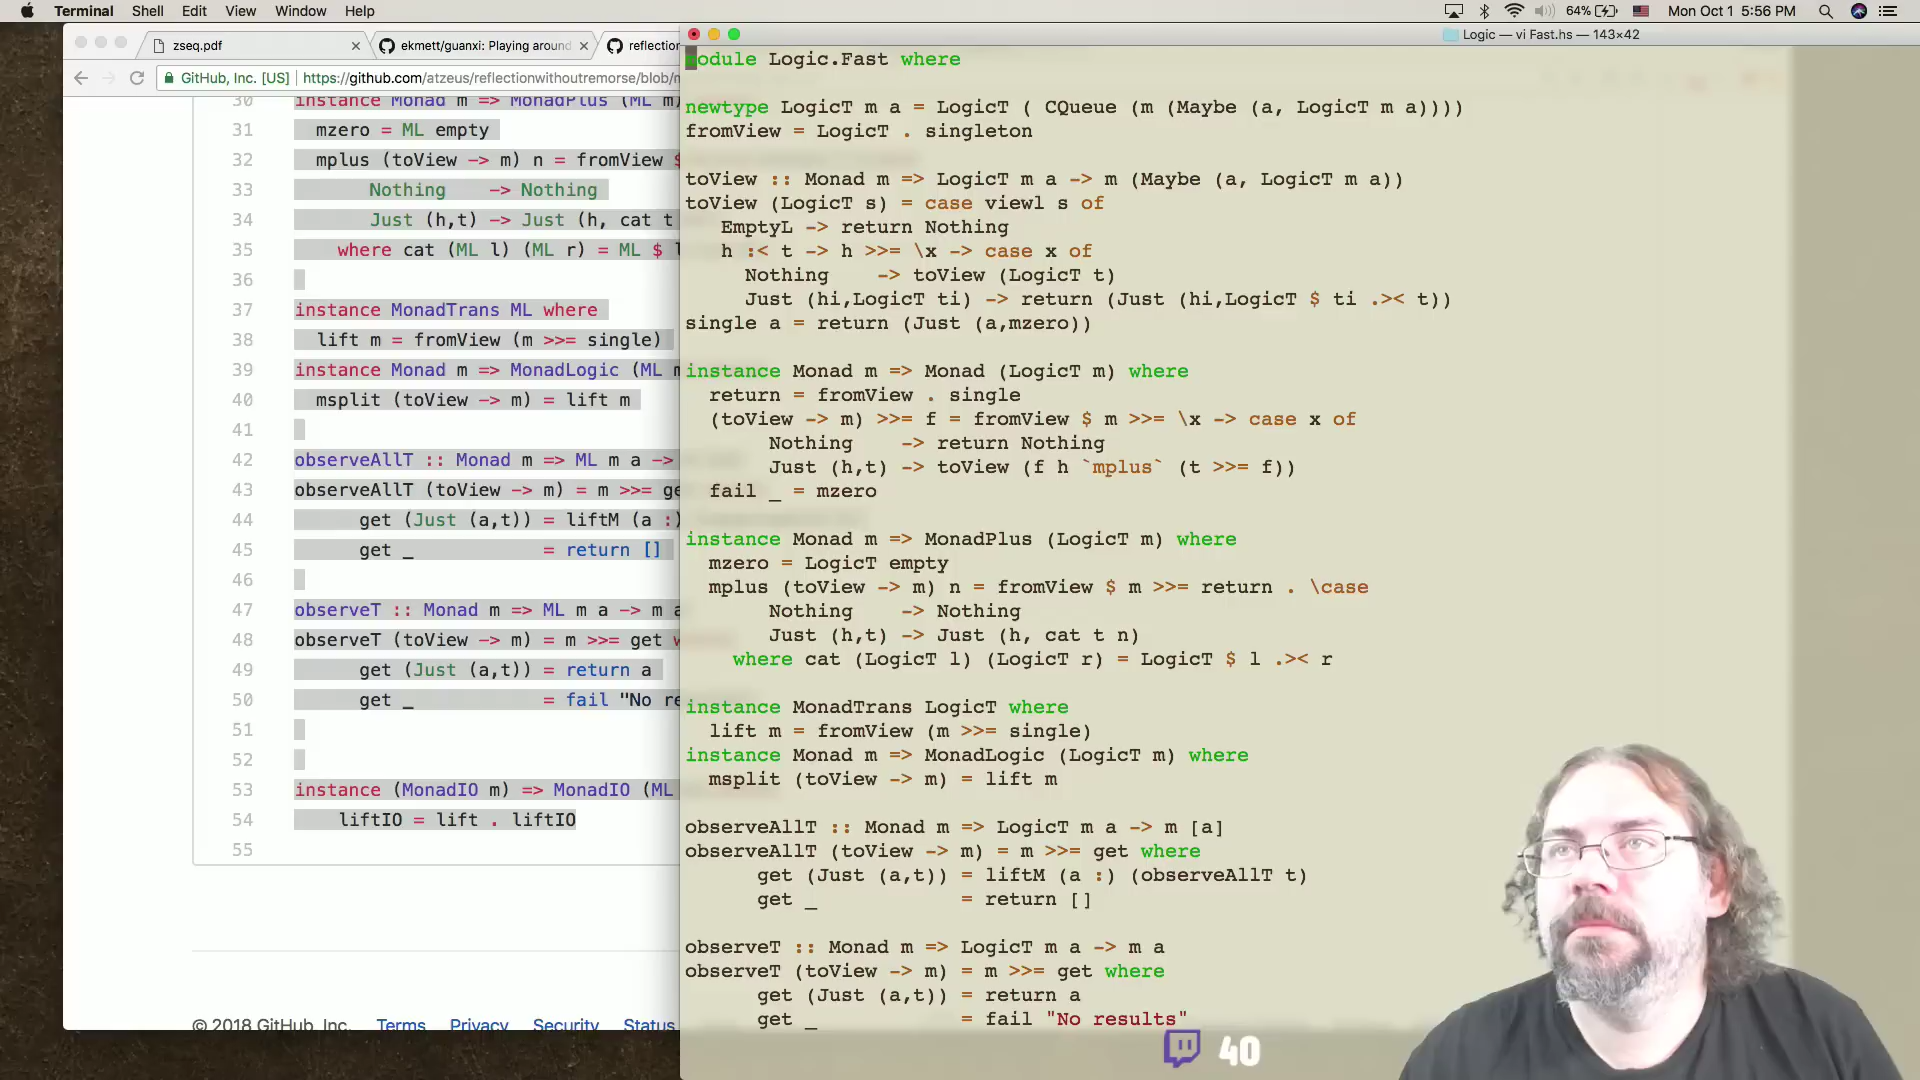 Terminal Shell Edit View Window Help 64% Mon Oct 1 5:56 PM
zseq.pdf ekmett/guanxi: Playing around reflection
Logic — vi Fast.hs — 143×42
GitHub, Inc. [US] https://github.com/atzeus/reflectionwithoutremorse/blob/m
30 instance Monad m => MonadPlus (ML m)
31 mzero = ML empty
32 mplus (toView -> m) n = fromView $
33 Nothing -> Nothing
34 Just (h,t) -> Just (h, cat t
35 where cat (ML l) (ML r) = ML $ l
36
37 instance MonadTrans ML where
38 lift m = fromView (m >>= single)
39 instance Monad m => MonadLogic (ML m
40 msplit (toView -> m) = lift m
41
42 observeAllT :: Monad m => ML m a ->
43 observeAllT (toView -> m) = m >>= ge
44 get (Just (a,t)) = liftM (a :)
45 get _ = return []
46
47 observeT :: Monad m => ML m a -> m a
48 observeT (toView -> m) = m >>= get w
49 get (Just (a,t)) = return a
50 get _ = fail "No re
51
52
53 instance (MonadIO m) => MonadIO (ML
54 liftIO = lift . liftIO
55
© 2018 GitHub, Inc. Terms Privacy Security Status
module Logic.Fast where
newtype LogicT m a = LogicT ( CQueue (m (Maybe (a, LogicT m a))))
fromView = LogicT . singleton
toView :: Monad m => LogicT m a -> m (Maybe (a, LogicT m a))
toView (LogicT s) = case viewl s of
EmptyL -> return Nothing
h :< t -> h >>= \x -> case x of
Nothing -> toView (LogicT t)
Just (hi,LogicT ti) -> return (Just (hi,LogicT $ ti .>< t))
single a = return (Just (a,mzero))
instance Monad m => Monad (LogicT m) where
return = fromView . single
(toView -> m) >>= f = fromView $ m >>= \x -> case x of
Nothing -> return Nothing
Just (h,t) -> toView (f h `mplus` (t >>= f))
fail _ = mzero
instance Monad m => MonadPlus (LogicT m) where
mzero = LogicT empty
mplus (toView -> m) n = fromView $ m >>= return . \case
Nothing -> Nothing
Just (h,t) -> Just (h, cat t n)
where cat (LogicT l) (LogicT r) = LogicT $ l .>< r
instance MonadTrans LogicT where
lift m = fromView (m >>= single)
instance Monad m => MonadLogic (LogicT m) where
msplit (toView -> m) = lift m
observeAllT :: Monad m => LogicT m a -> m [a]
observeAllT (toView -> m) = m >>= get where
get (Just (a,t)) = liftM (a :) (observeAllT t)
get _ = return []
observeT :: Monad m => LogicT m a -> m a
observeT (toView -> m) = m >>= get where
get (Just (a,t)) = return a
get _ = fail "No results"
40